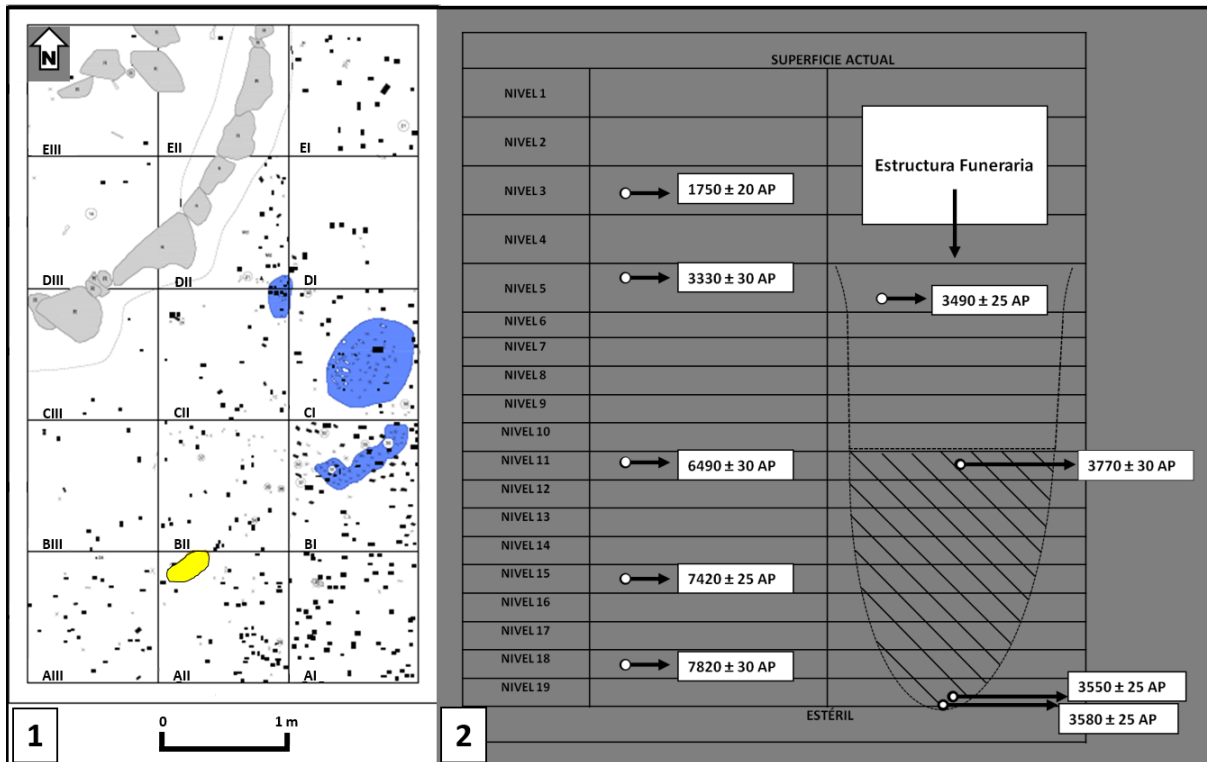 N
EIII
EII
EI
DIII
DII
DI
CIII
CII
CI
BIII
BII
BI
AIII
AII
AI
1
0
1 m
2
SUPERFICIE ACTUAL
NIVEL 1
NIVEL 2
Estructura Funeraria
NIVEL 3
1750 ± 20 AP
NIVEL 4
NIVEL 5
3330 ± 30 AP
3490 ± 25 AP
NIVEL 6
NIVEL 7
NIVEL 8
NIVEL 9
NIVEL 10
NIVEL 11
6490 ± 30 AP
3770 ± 30 AP
NIVEL 12
NIVEL 13
NIVEL 14
NIVEL 15
7420 ± 25 AP
NIVEL 16
NIVEL 17
NIVEL 18
7820 ± 30 AP
NIVEL 19
3550 ± 25 AP
ESTÉRIL
3580 ± 25 AP